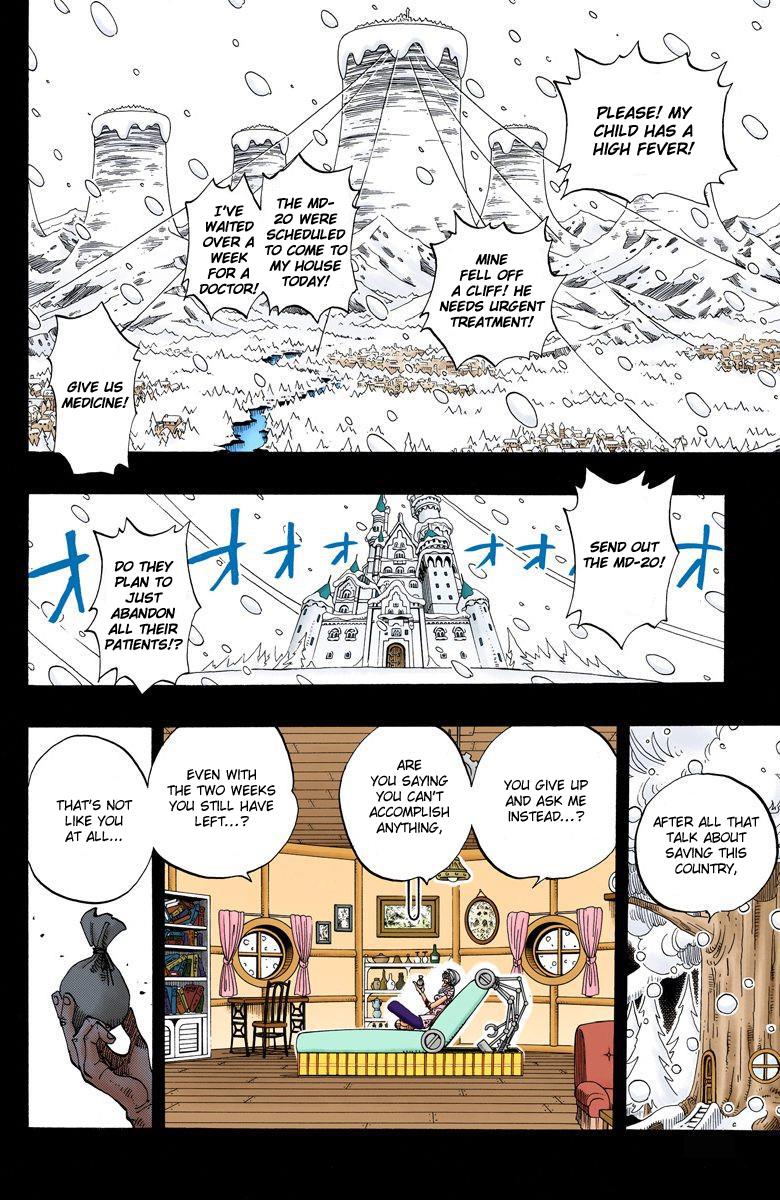 PLEASE! MY
CHILD HAS A
HIGH FEVER!
MINE
FELL OFF
A CLIFF! HE
NEEDS URGENT
TREATMENT!
THE MD-
20 WERE
SCHEDULED
TO COME TO
MY HOUSE
TODAY!
I'VE
WAITED
OVER A
WEEK
FOR A
DOCTOR!
GIVE US
MEDICINE!
SEND OUT
THE MD-20!
オオオオオオオ
DO THEY
PLAN TO
JUST
ABANDON
ALL THEIR
PATIENTS!?
AFTER ALL THAT
TALK ABOUT
SAVING THIS
COUNTRY,
YOU GIVE UP
AND ASK ME
INSTEAD...?
ARE
YOU SAYING
YOU CAN'T
ACCOMPLISH
ANYTHING,
EVEN WITH
THE TWO WEEKS
YOU STILL HAVE
LEFT...?
THAT'S NOT
LIKE YOU
AT ALL...